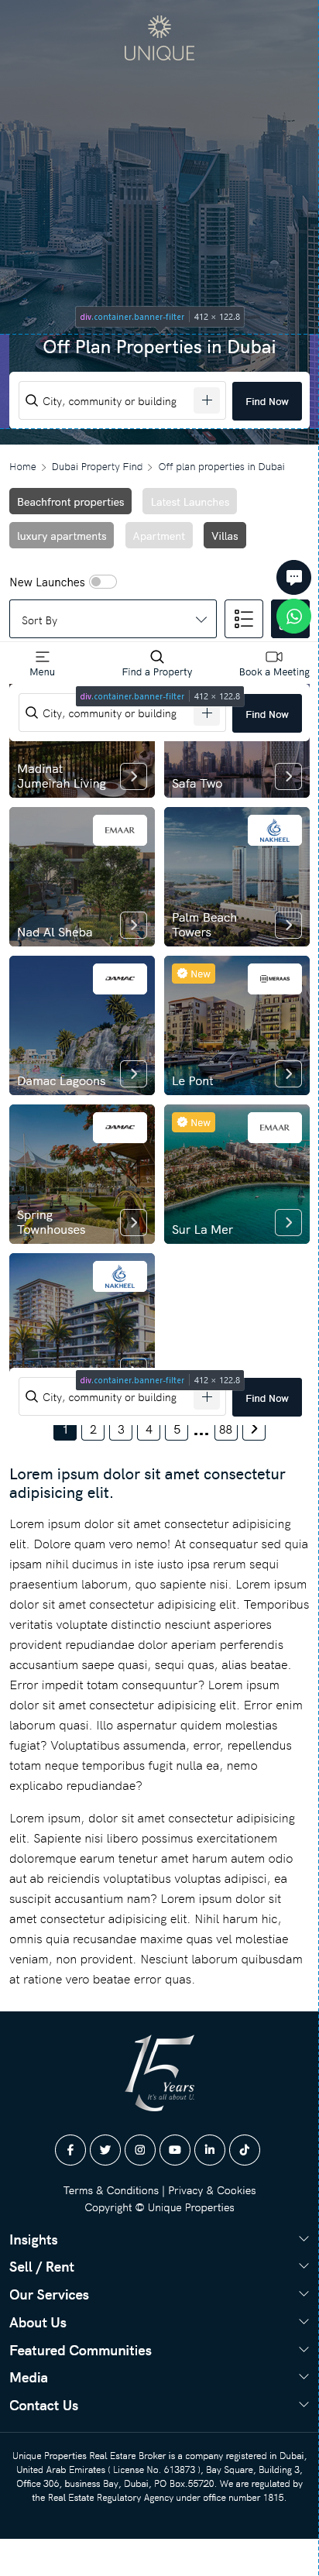 UNIQUE
div.container.banner-filter 412 × 122.8
Off Plan Properties in Dubai
City, community or building
Find Now
Home > Dubai Property Find > Off plan properties in Dubai
Beachfront properties
Latest Launches
luxury apartments
Apartment
Villas
New Launches
Sort By
Menu
Find a Property
Book a Meeting
div.container.banner-filter 412 × 122.8
City, community or building
Find Now
Madinat
Jumeirah Living
Safa Two
EMAAR
Nad Al Sheba
NAKHEEL
Palm Beach
Towers
DAMAC
Damac Lagoons
New
MERAAS
Le Pont
DAMAC
Spring
Townhouses
New
EMAAR
Sur La Mer
NAKHEEL
div.container.banner-filter 412 × 122.8
City, community or building
Find Now
1 2 3 4 5 ... 88
Lorem ipsum dolor sit amet consectetur
adipisicing elit.
Lorem ipsum dolor sit amet consectetur adipisicing
elit. Dolore quam vero nemo! At consequatur sed quia
ipsam nihil ducimus in iste iusto ipsa rerum sequi
praesentium laborum, quo sapiente nisi. Lorem ipsum
dolor sit amet consectetur adipisicing elit. Temporibus
veritatis voluptate distinctio nesciunt asperiores
provident repudiandae dolor aperiam perferendis
accusantium saepe quasi, sequi quas, alias beatae.
Error impedit totam consequuntur? Lorem ipsum
dolor sit amet consectetur adipisicing elit. Error enim
laborum quasi. Illo aspernatur quidem molestias
fugiat? Voluptatibus assumenda, error, repellendus
totam neque temporibus fugit nulla ea, nemo
explicabo repudiandae?
Lorem ipsum, dolor sit amet consectetur adipisicing
elit. Sapiente nisi libero possimus exercitationem
doloremque earum tenetur amet harum autem odio
aut ab reiciendis voluptatibus voluptas adipisci, ea
suscipit accusantium nam? Lorem ipsum dolor sit
amet consectetur adipisicing elit. Nihil harum hic,
omnis quia recusandae maxime quas vel molestiae
veniam, non provident. Nesciunt laborum quibusdam
at ratione vero beatae error quas.
15 Years
It's all about U.
Terms & Conditions | Privacy & Cookies
Copyright © Unique Properties
Insights
Sell / Rent
Our Services
About Us
Featured Communities
Media
Contact Us
Unique Properties Real Estare Broker is a company registered in Dubai,
United Arab Emirates ( License No. 613873 ), Bay Square, Building 3,
Office 306, business Bay, Dubai, PO Box.55720. We are regulated by
the Real Estate Regulatory Agency under office number 1815.